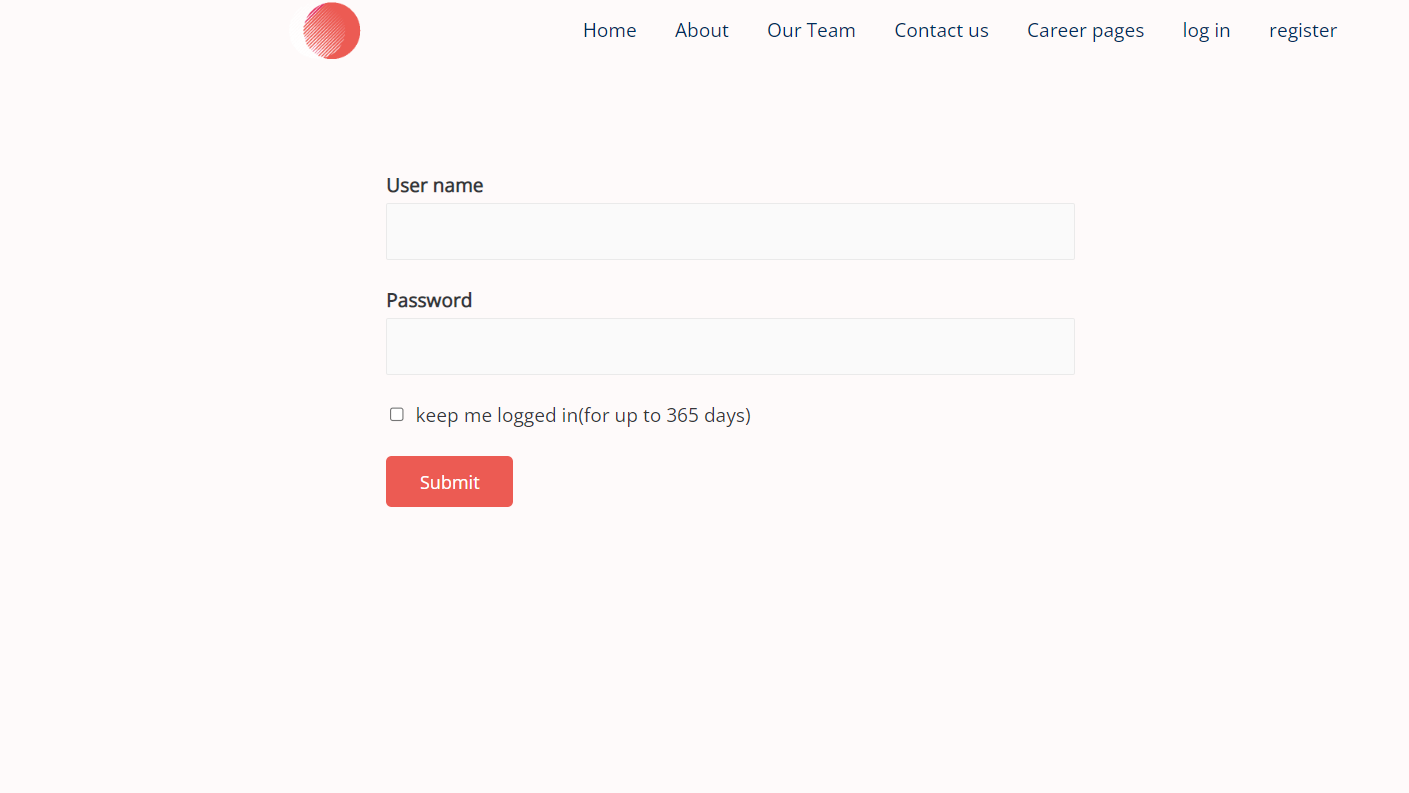 Home About Our Team Contact us Career pages log in register
User name
Password
keep me logged in(for up to 365 days)
Submit